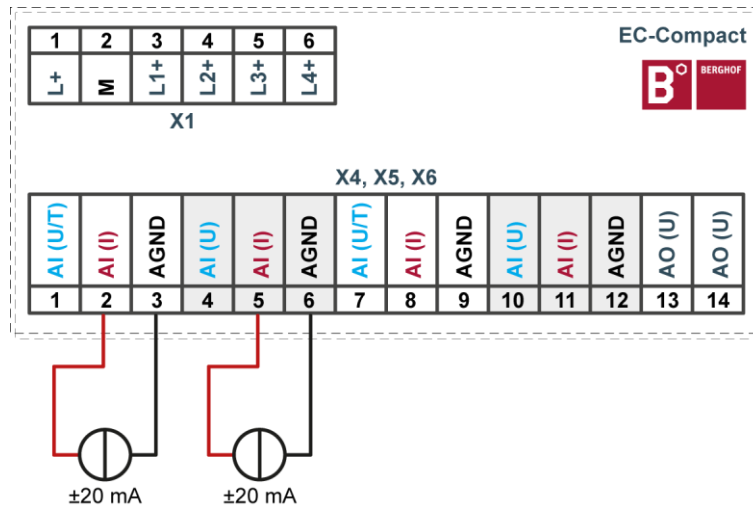 1 2 3 4 5 6
EC-Compact
L+ M L1+ L2+ L3+ L4+
B
BERGHOF
X1
X4, X5, X6
AI (U/T) AI (I) AGND AI (U) AI (I) AGND AI (U/T) AI (I) AGND AI (U) AI (I) AGND AO (U) AO (U)
1 2 3 4 5 6 7 8 9 10 11 12 13 14
±20 mA ±20 mA